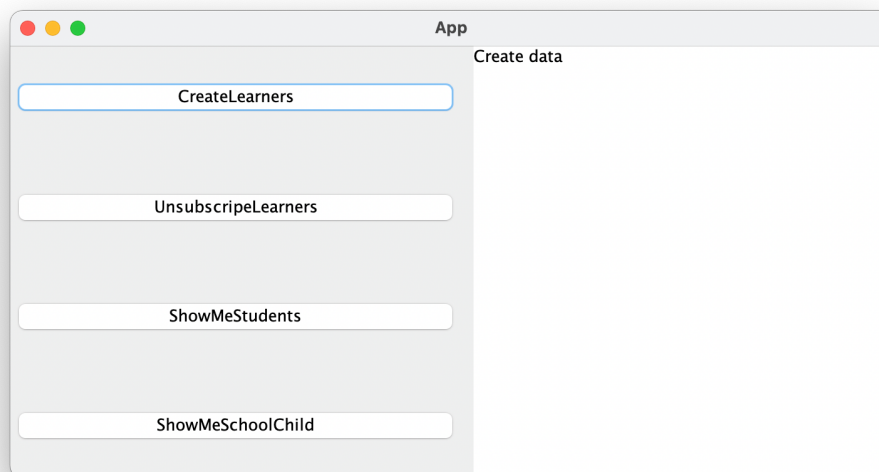 App
CreateLearners
Create data
UnsubscripeLearners
ShowMeStudents
ShowMeSchoolChild